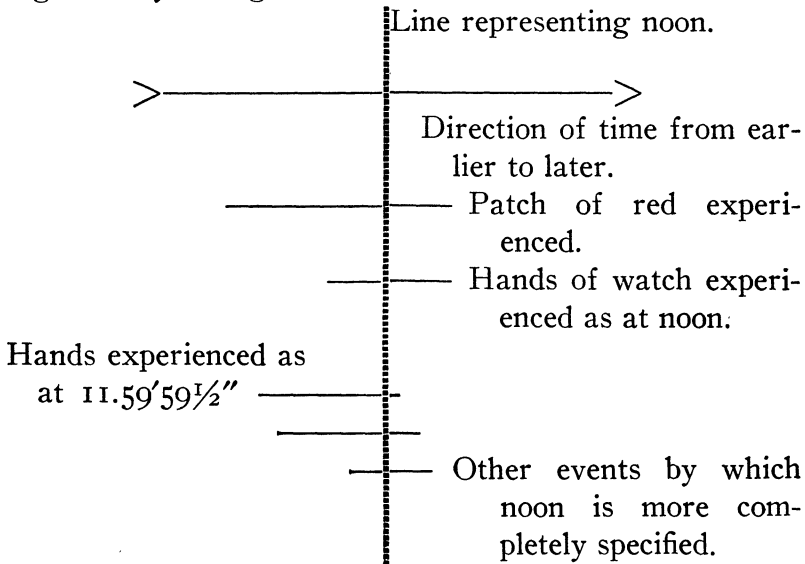 Line representing noon.
Direction of time from ear-
lier to later.
Patch of red experi-
enced.
Hands of watch experi-
enced as at noon.
Hands experienced as
at 11.59′59½″
Other events by which
noon is more com-
pletely specified.